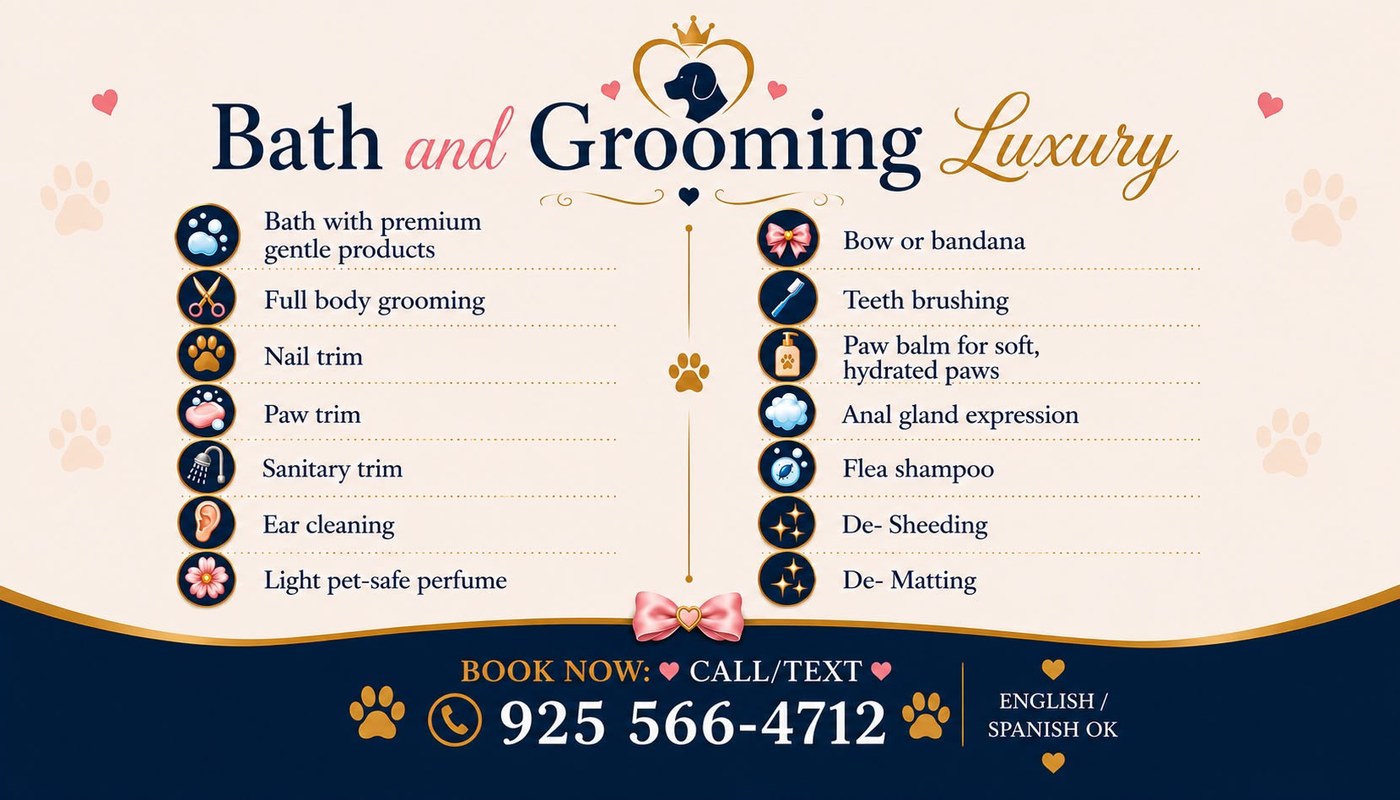 Bath and Grooming Luxury
Bath with premium
gentle products
Full body grooming
Nail trim
Paw trim
Sanitary trim
Ear cleaning
Light pet-safe perfume
Bow or bandana
Teeth brushing
Paw balm for soft,
hydrated paws
Anal gland expression
Flea shampoo
De- Sheeding
De- Matting
BOOK NOW: CALL/TEXT
925 566-4712
ENGLISH /
SPANISH OK